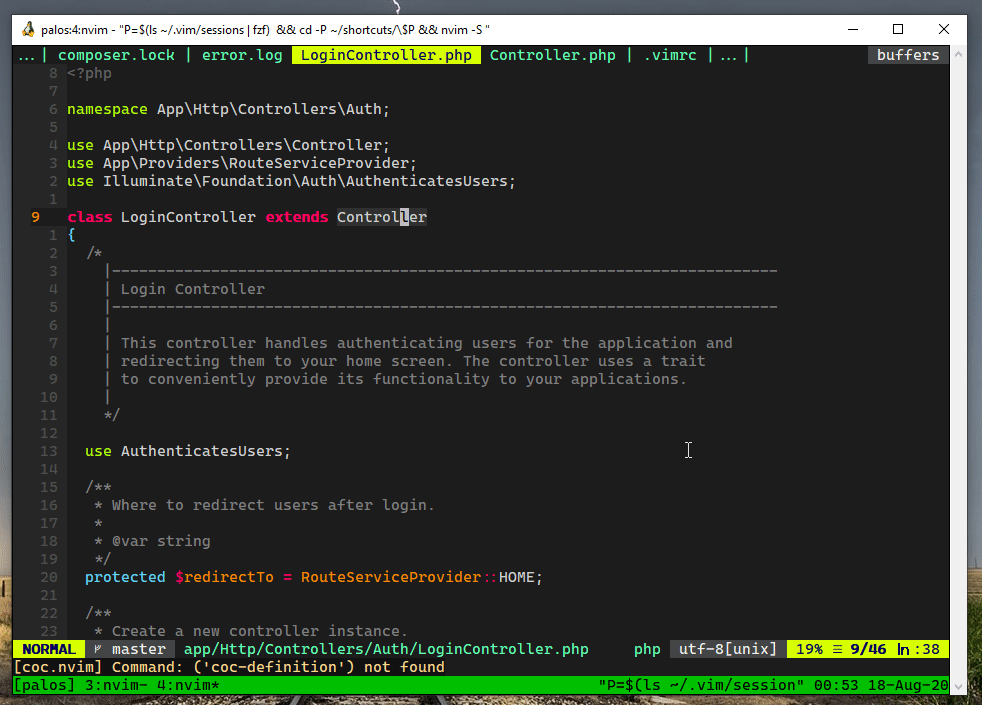 palos:4:nvim - "P=$(ls ~/.vim/sessions | fzf) && cd -P ~/shortcuts/\$P && nvim -S "
... | composer.lock | error.log LoginController.php Controller.php | .vimrc | ... | buffers
8 <?php
7
6 namespace App\Http\Controllers\Auth;
5
4 use App\Http\Controllers\Controller;
3 use App\Providers\RouteServiceProvider;
2 use Illuminate\Foundation\Auth\AuthenticatesUsers;
1
9 class LoginController extends Controller
1 {
2 /*
3 |--------------------------------------------------------------------------
4 | Login Controller
5 |--------------------------------------------------------------------------
6 |
7 | This controller handles authenticating users for the application and
8 | redirecting them to your home screen. The controller uses a trait
9 | to conveniently provide its functionality to your applications.
10 |
11 */
12
13 use AuthenticatesUsers;
14
15 /**
16 * Where to redirect users after login.
17 *
18 * @var string
19 */
20 protected $redirectTo = RouteServiceProvider::HOME;
21
22 /**
23 * Create a new controller instance.
NORMAL master app/Http/Controllers/Auth/LoginController.php php utf-8[unix] 19% ☰ 9/46 ln :38
[coc.nvim] Command: ('coc-definition') not found
[palos] 3:nvim- 4:nvim* "P=$(ls ~/.vim/session" 00:53 18-Aug-20